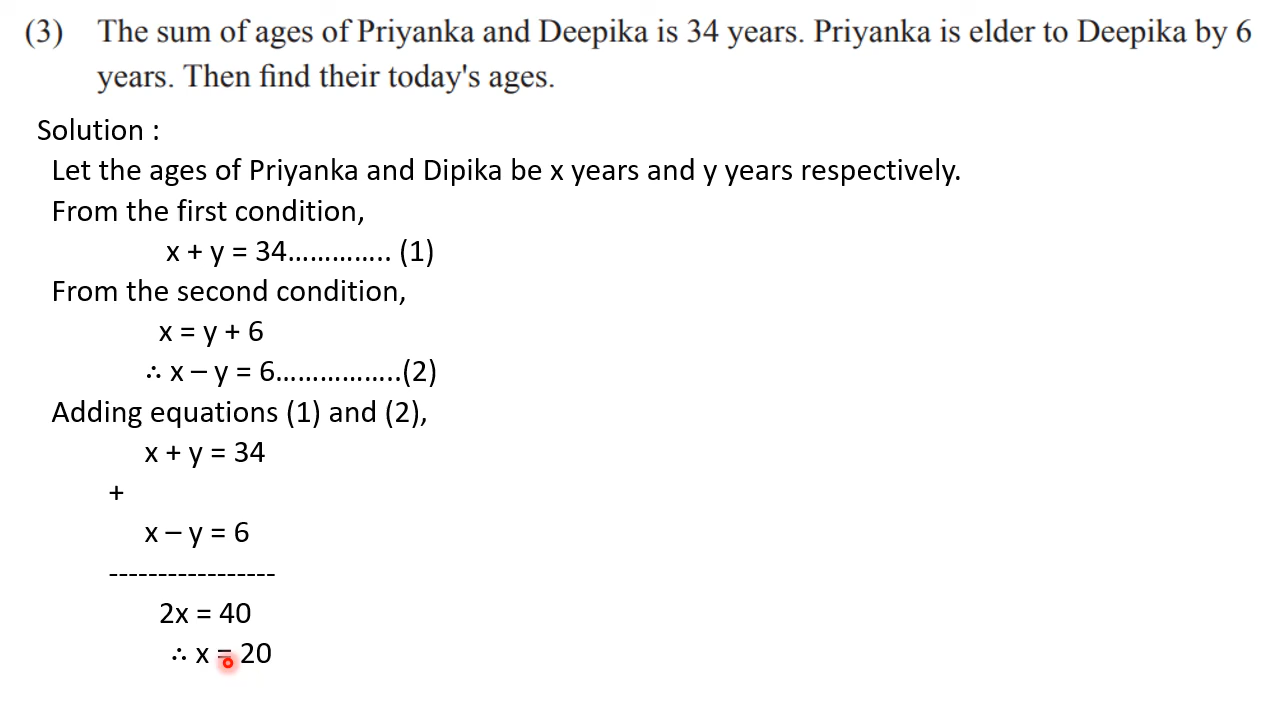 (3) The sum of ages of Priyanka and Deepika is 34 years. Priyanka is elder to Deepika by 6
years. Then find their today's ages.
Solution :
Let the ages of Priyanka and Dipika be x years and y years respectively.
From the first condition,
x + y = 34………….. (1)
From the second condition,
x = y + 6
∴ x – y = 6……………..(2)
Adding equations (1) and (2),
x + y = 34
+
x – y = 6
-----------------
2x = 40
∴ x = 20